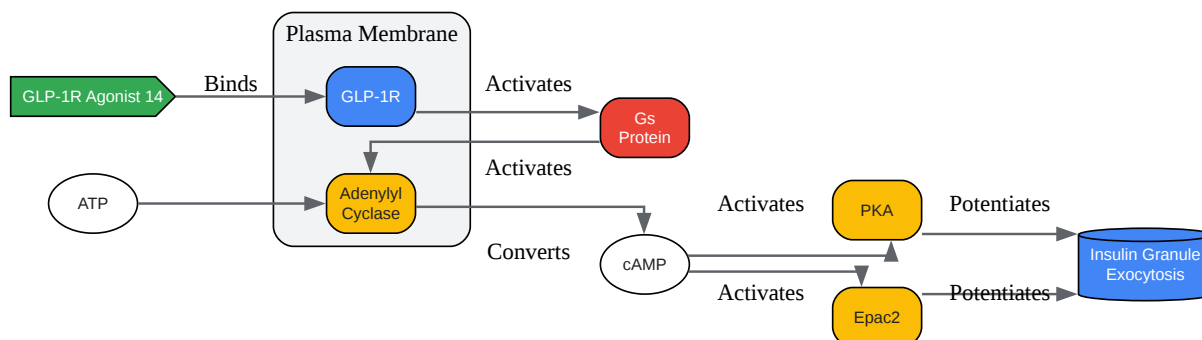 Plasma Membrane
GLP-1R Agonist 14
Binds
GLP-1R
Activates
Gs
Protein
Activates
ATP
Adenylyl
Cyclase
Converts
cAMP
Activates
PKA
Potentiates
Activates
Epac2
Potentiates
Insulin Granule
Exocytosis